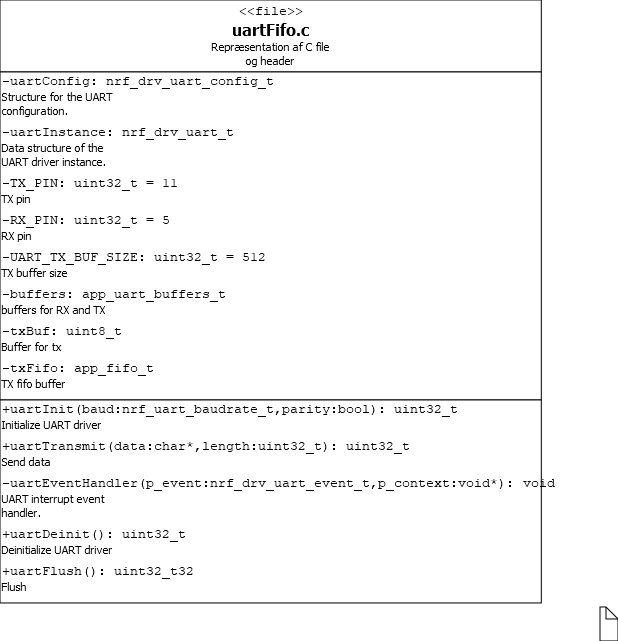 <<file>>
uartFifo.c
Repræsentation af C file
og header
-uartConfig: nrf_drv_uart_config_t
Structure for the UART
configuration.
-uartInstance: nrf_drv_uart_t
Data structure of the
UART driver instance.
-TX_PIN: uint32_t = 11
TX pin
-RX_PIN: uint32_t = 5
RX pin
-UART_TX_BUF_SIZE: uint32_t = 512
TX buffer size
-buffers: app_uart_buffers_t
buffers for RX and TX
-txBuf: uint8_t
Buffer for tx
-txFifo: app_fifo_t
TX fifo buffer
+uartInit(baud:nrf_uart_baudrate_t,parity:bool): uint32_t
Initialize UART driver
+uartTransmit(data:char*,length:uint32_t): uint32_t
Send data
-uartEventHandler(p_event:nrf_drv_uart_event_t,p_context:void*): void
UART interrupt event
handler.
+uartDeinit(): uint32_t
Deinitialize UART driver
+uartFlush(): uint32_t32
Flush